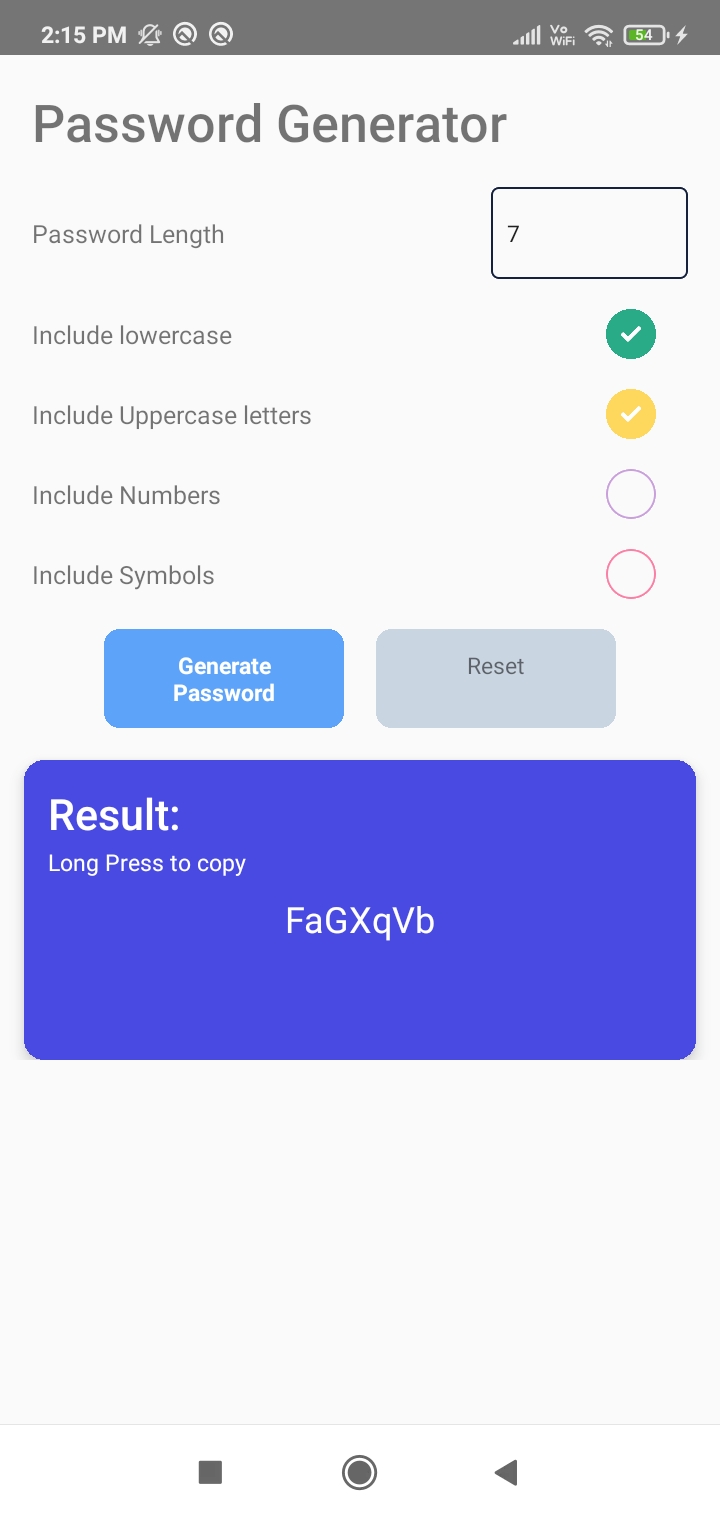 2:15 PM Vo WiFi 54
Password Generator
Password Length 7
Include lowercase
Include Uppercase letters
Include Numbers
Include Symbols
Generate Password Reset
Result:
Long Press to copy
FaGXqVb